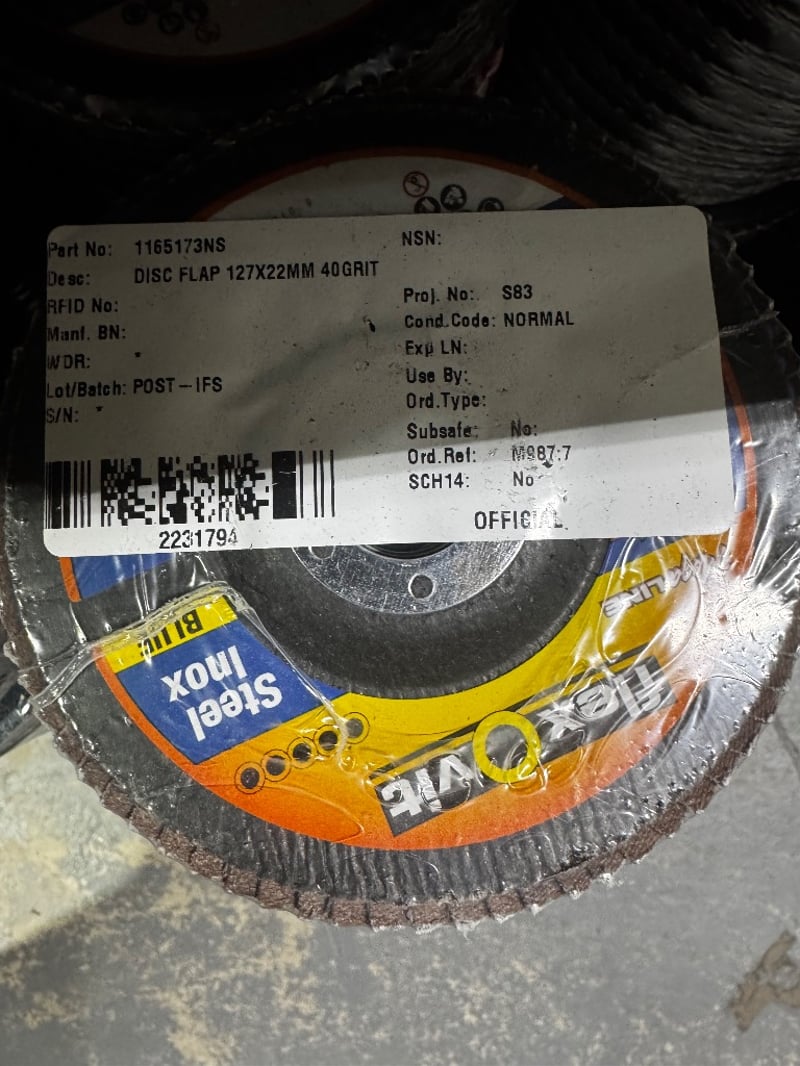 Part No: 1165173NS
NSN:
Desc: DISC FLAP 127X22MM 40GRIT
RFID No:
Proj. No: S83
Manf. BN:
Cond.Code: NORMAL
WDR: *
Exp LN:
Lot/Batch: POST-IFS
Use By:
S/N: *
Ord.Type:
Subsafe: No:
Ord.Ref: M987:7
SCH14: No
OFFICIAL
2231794
BLUE
Steel
Inox
flexOvit